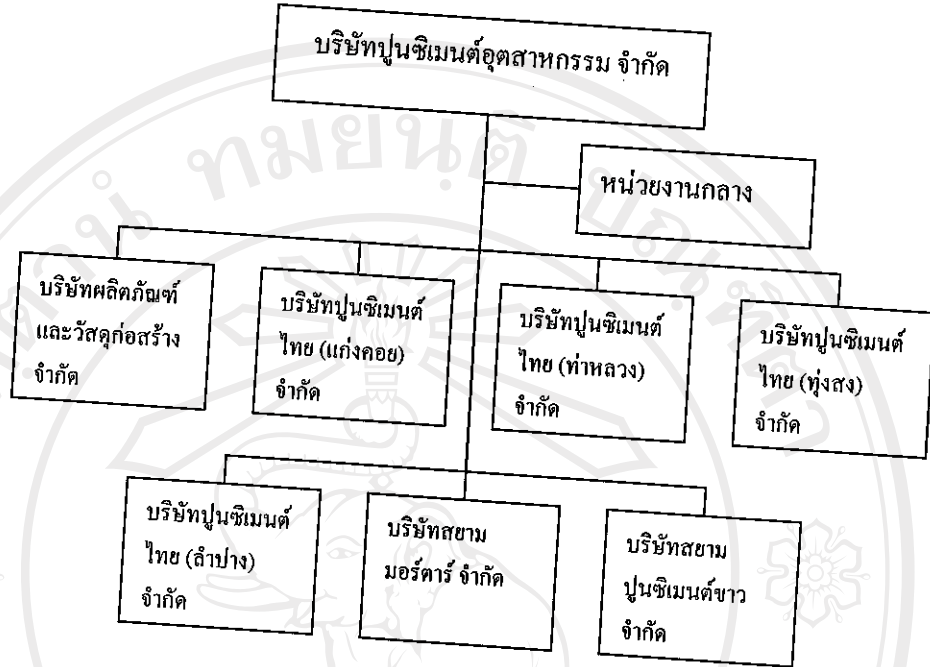 บริษัทปูนซิเมนต์อุตสาหกรรม จำกัด
หน่วยงานกลาง
บริษัทผลิตภัณฑ์
และวัสดุก่อสร้าง
จำกัด
บริษัทปูนซิเมนต์
ไทย (แก่งคอย)
จำกัด
บริษัทปูนซิเมนต์
ไทย (ท่าหลวง)
จำกัด
บริษัทปูนซิเมนต์
ไทย (ทุ่งสง)
จำกัด
บริษัทปูนซิเมนต์
ไทย (ลำปาง)
จำกัด
บริษัทสยาม
มอร์ตาร์ จำกัด
บริษัทสยาม
ปูนซิเมนต์ขาว
จำกัด